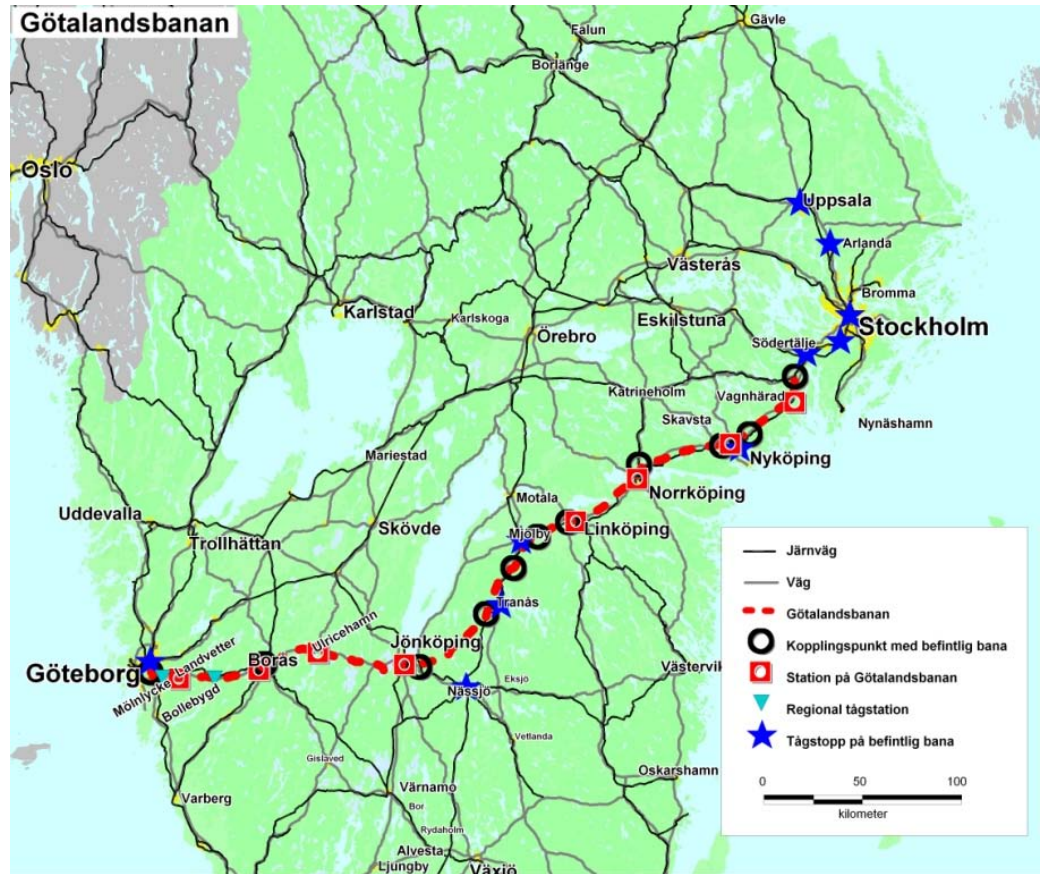 Götalandsbanan
Gävle
Falun
Borlänge
Oslo
Uppsala
Arlanda
Västerås
Bromma
Karlstad
Karlskoga
Örebro
Eskilstuna
Stockholm
Södertälje
Katrineholm
Vagnhärad
Skavsta
Nynäshamn
Mariestad
Nyköping
Motala
Norrköping
Uddevalla
Skövde
Trollhättan
Mjölby
Linköping
Tranås
Ulricehamn
Jönköping
Göteborg
Landvetter
Borås
Mölnlycke
Bollebygd
Nässjö
Eksjö
Västervik
Vetlanda
Gislaved
Oskarshamn
Varberg
Värnamo
Bor
Rydaholm
Alvesta
Ljungby
Växjö
Järnväg
Väg
Götalandsbanan
Kopplingspunkt med befintlig bana
Station på Götalandsbanan
Regional tågstation
Tågstopp på befintlig bana
0 50 100
kilometer